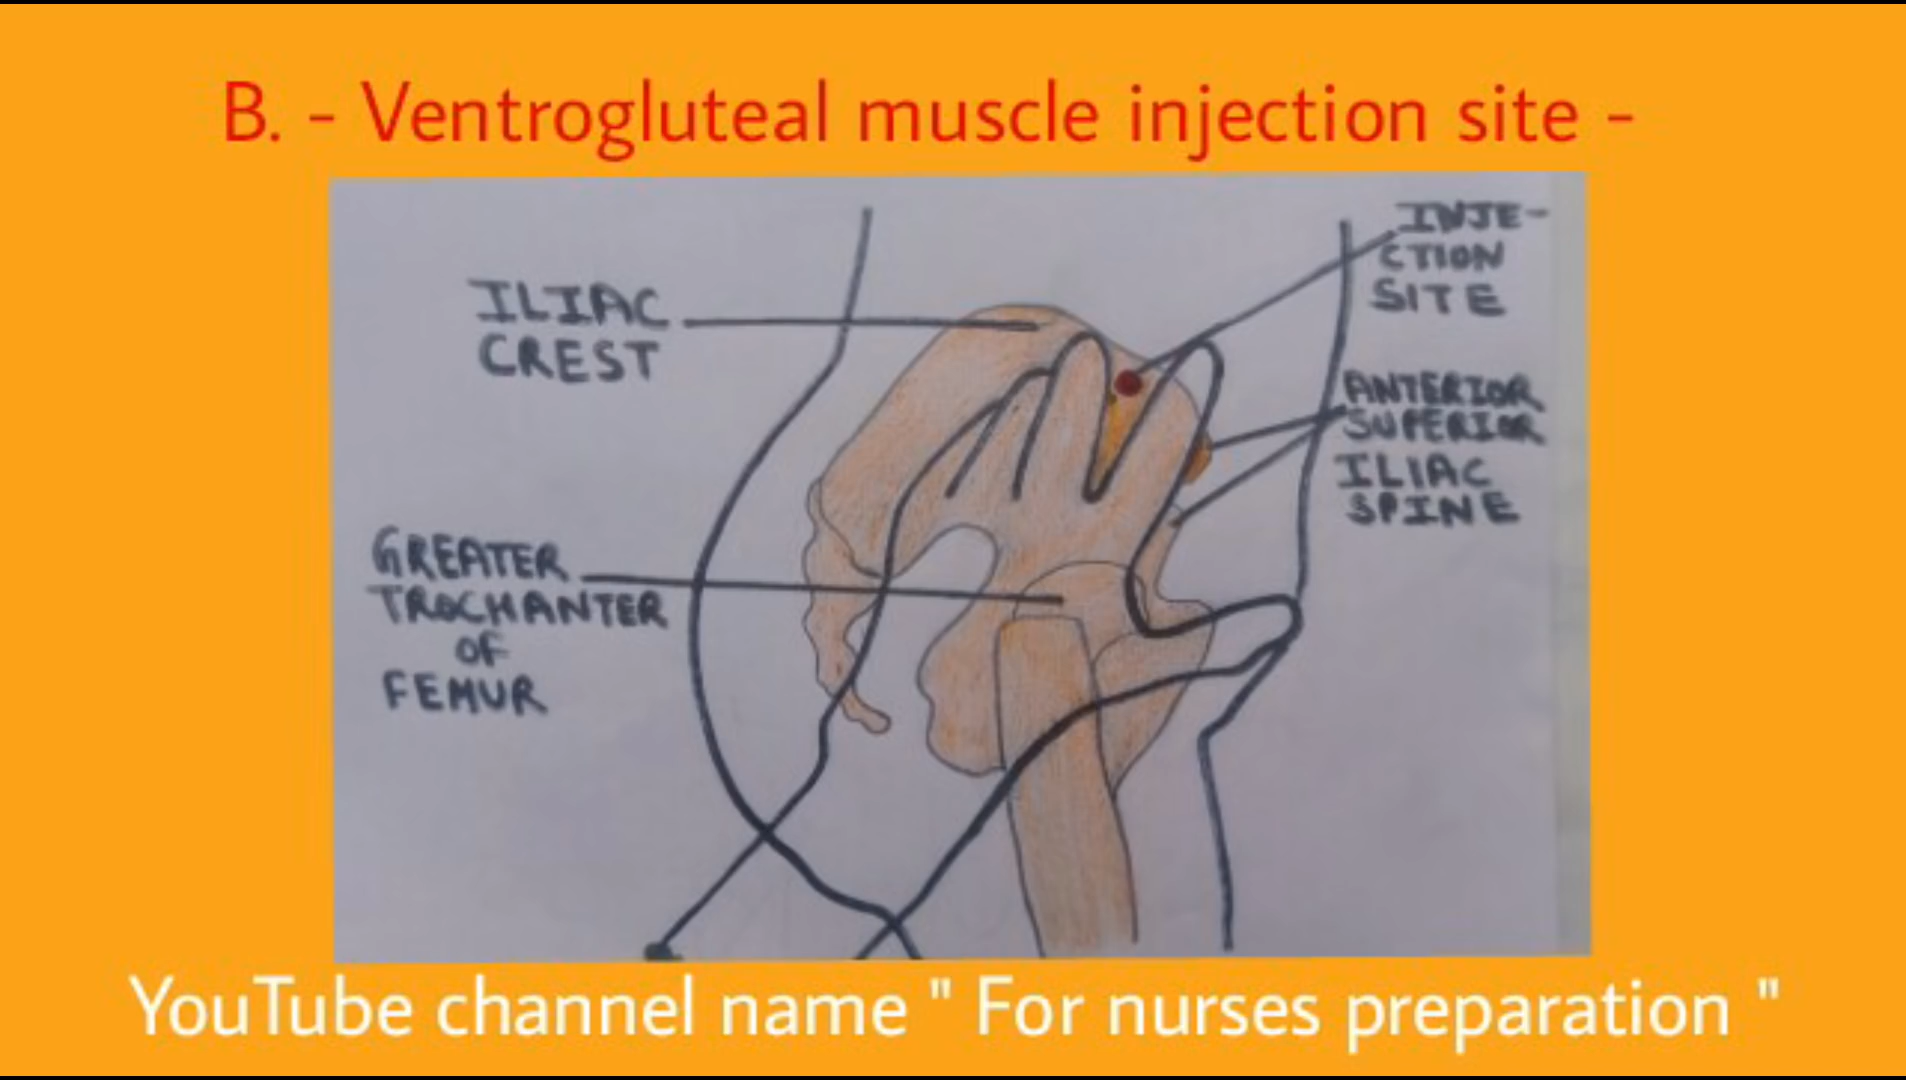 B. - Ventrogluteal muscle injection site -
INJE-
CTION
SITE
ILIAC
CREST
ANTERIOR
SUPERIOR
ILIAC
SPINE
GREATER
TROCHANTER
OF
FEMUR
YouTube channel name " For nurses preparation "